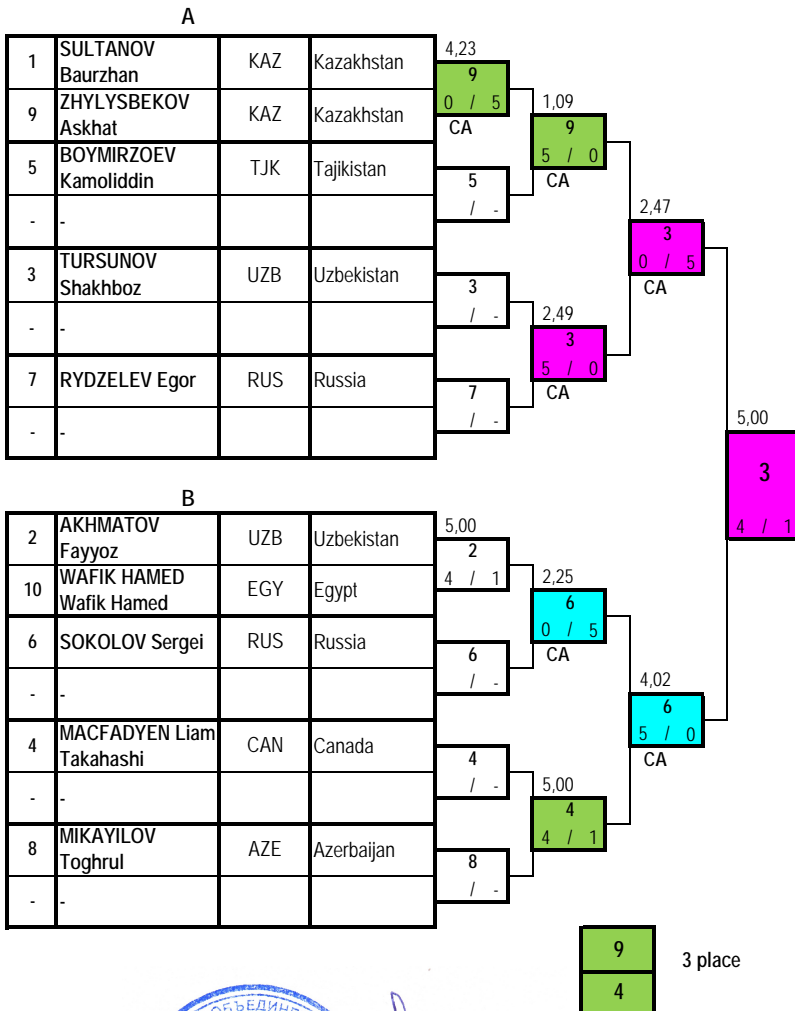 A
1 SULTANOV Baurzhan KAZ Kazakhstan
9 ZHYLYSBEKOV Askhat KAZ Kazakhstan
5 BOYMIRZOEV Kamoliddin TJK Tajikistan
- -
3 TURSUNOV Shakhboz UZB Uzbekistan
- -
7 RYDZELEV Egor RUS Russia
- -
4,23
9
0 / 5
CA
5
/ -
3
/ -
7
/ -
1,09
9
5 / 0
CA
2,49
3
5 / 0
CA
2,47
3
0 / 5
CA
5,00
3
4 / 1
B
2 AKHMATOV Fayyoz UZB Uzbekistan
10 WAFIK HAMED Wafik Hamed EGY Egypt
6 SOKOLOV Sergei RUS Russia
- -
4 MACFADYEN Liam Takahashi CAN Canada
- -
8 MIKAYILOV Toghrul AZE Azerbaijan
- -
5,00
2
4 / 1
6
/ -
4
/ -
8
/ -
2,25
6
0 / 5
CA
5,00
4
4 / 1
4,02
6
5 / 0
CA
9
4
3 place